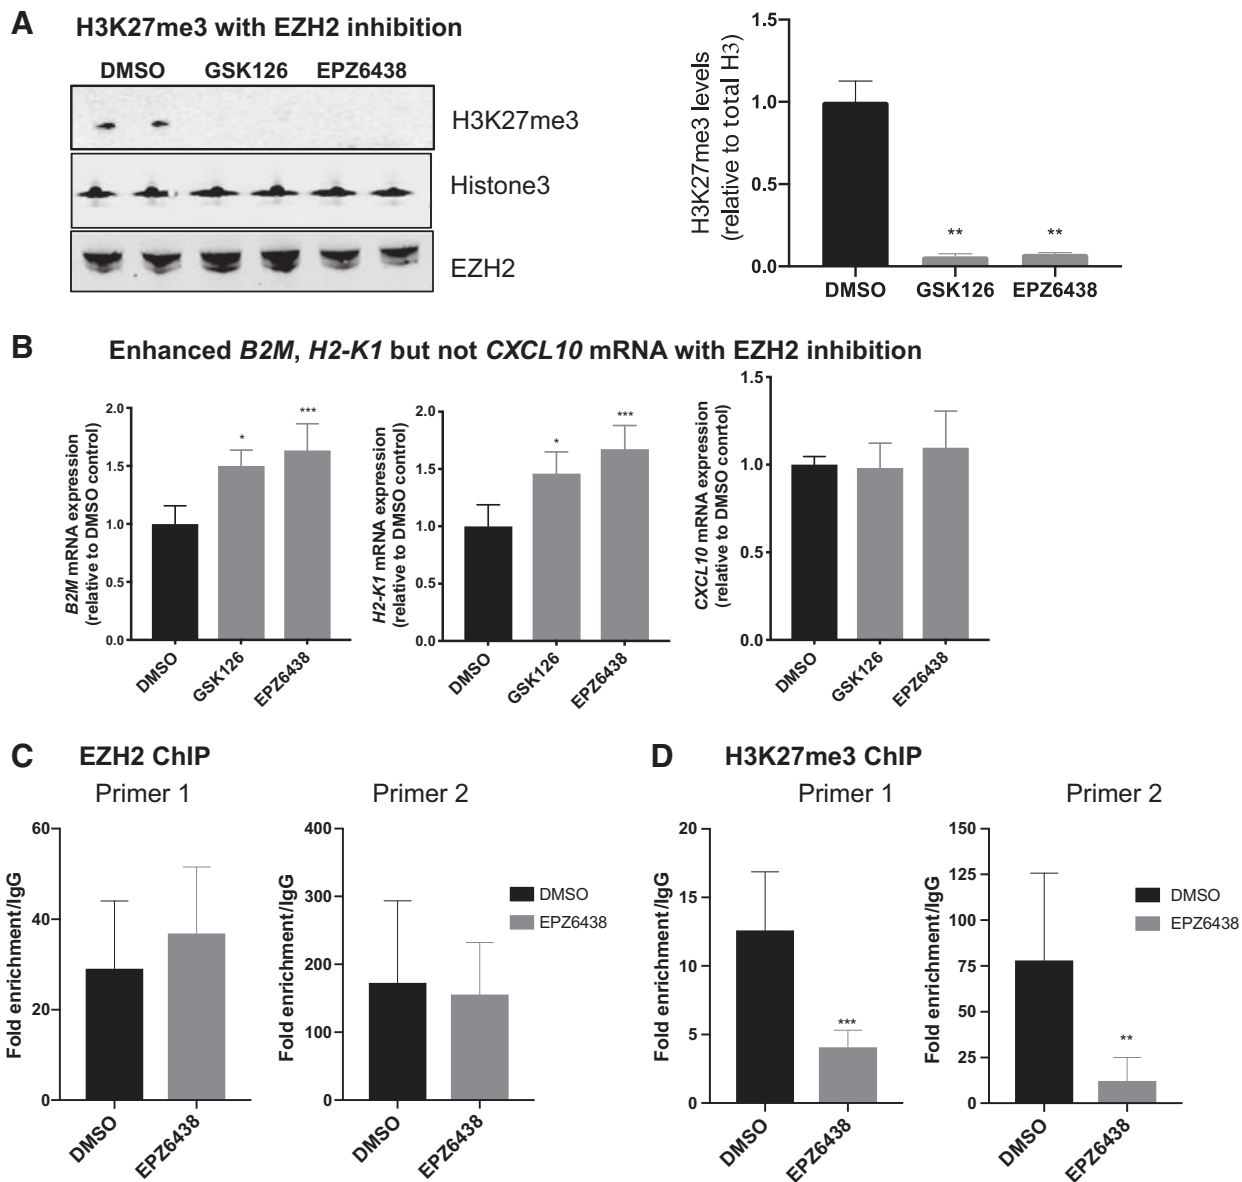 A H3K27me3 with EZH2 inhibition
DMSO GSK126 EPZ6438
H3K27me3
Histone3
EZH2
H3K27me3 levels
(relative to total H3)
1.5
1.0
0.5
0.0
** **
DMSO GSK126 EPZ6438
B Enhanced B2M, H2-K1 but not CXCL10 mRNA with EZH2 inhibition
B2M mRNA expression
(relative to DMSO control)
2.0
1.5
1.0
0.5
0.0
* ***
DMSO GSK126 EPZ6438
H2-K1 mRNA expression
(relative to DMSO control)
2.0
1.5
1.0
0.5
0.0
* ***
DMSO GSK126 EPZ6438
CXCL10 mRNA expression
(relative to DMSO conrtol)
1.5
1.0
0.5
0.0
DMSO GSK126 EPZ6438
C EZH2 ChIP
Primer 1
Fold enrichment/IgG
60
40
20
0
DMSO EPZ6438
Primer 2
Fold enrichment/IgG
400
300
200
100
0
DMSO EPZ6438
DMSO
EPZ6438
D H3K27me3 ChIP
Primer 1
Fold enrichment/IgG
20
15
10
5
0
***
DMSO EPZ6438
Primer 2
Fold enrichment/IgG
150
125
100
75
50
25
0
**
DMSO EPZ6438
DMSO
EPZ6438